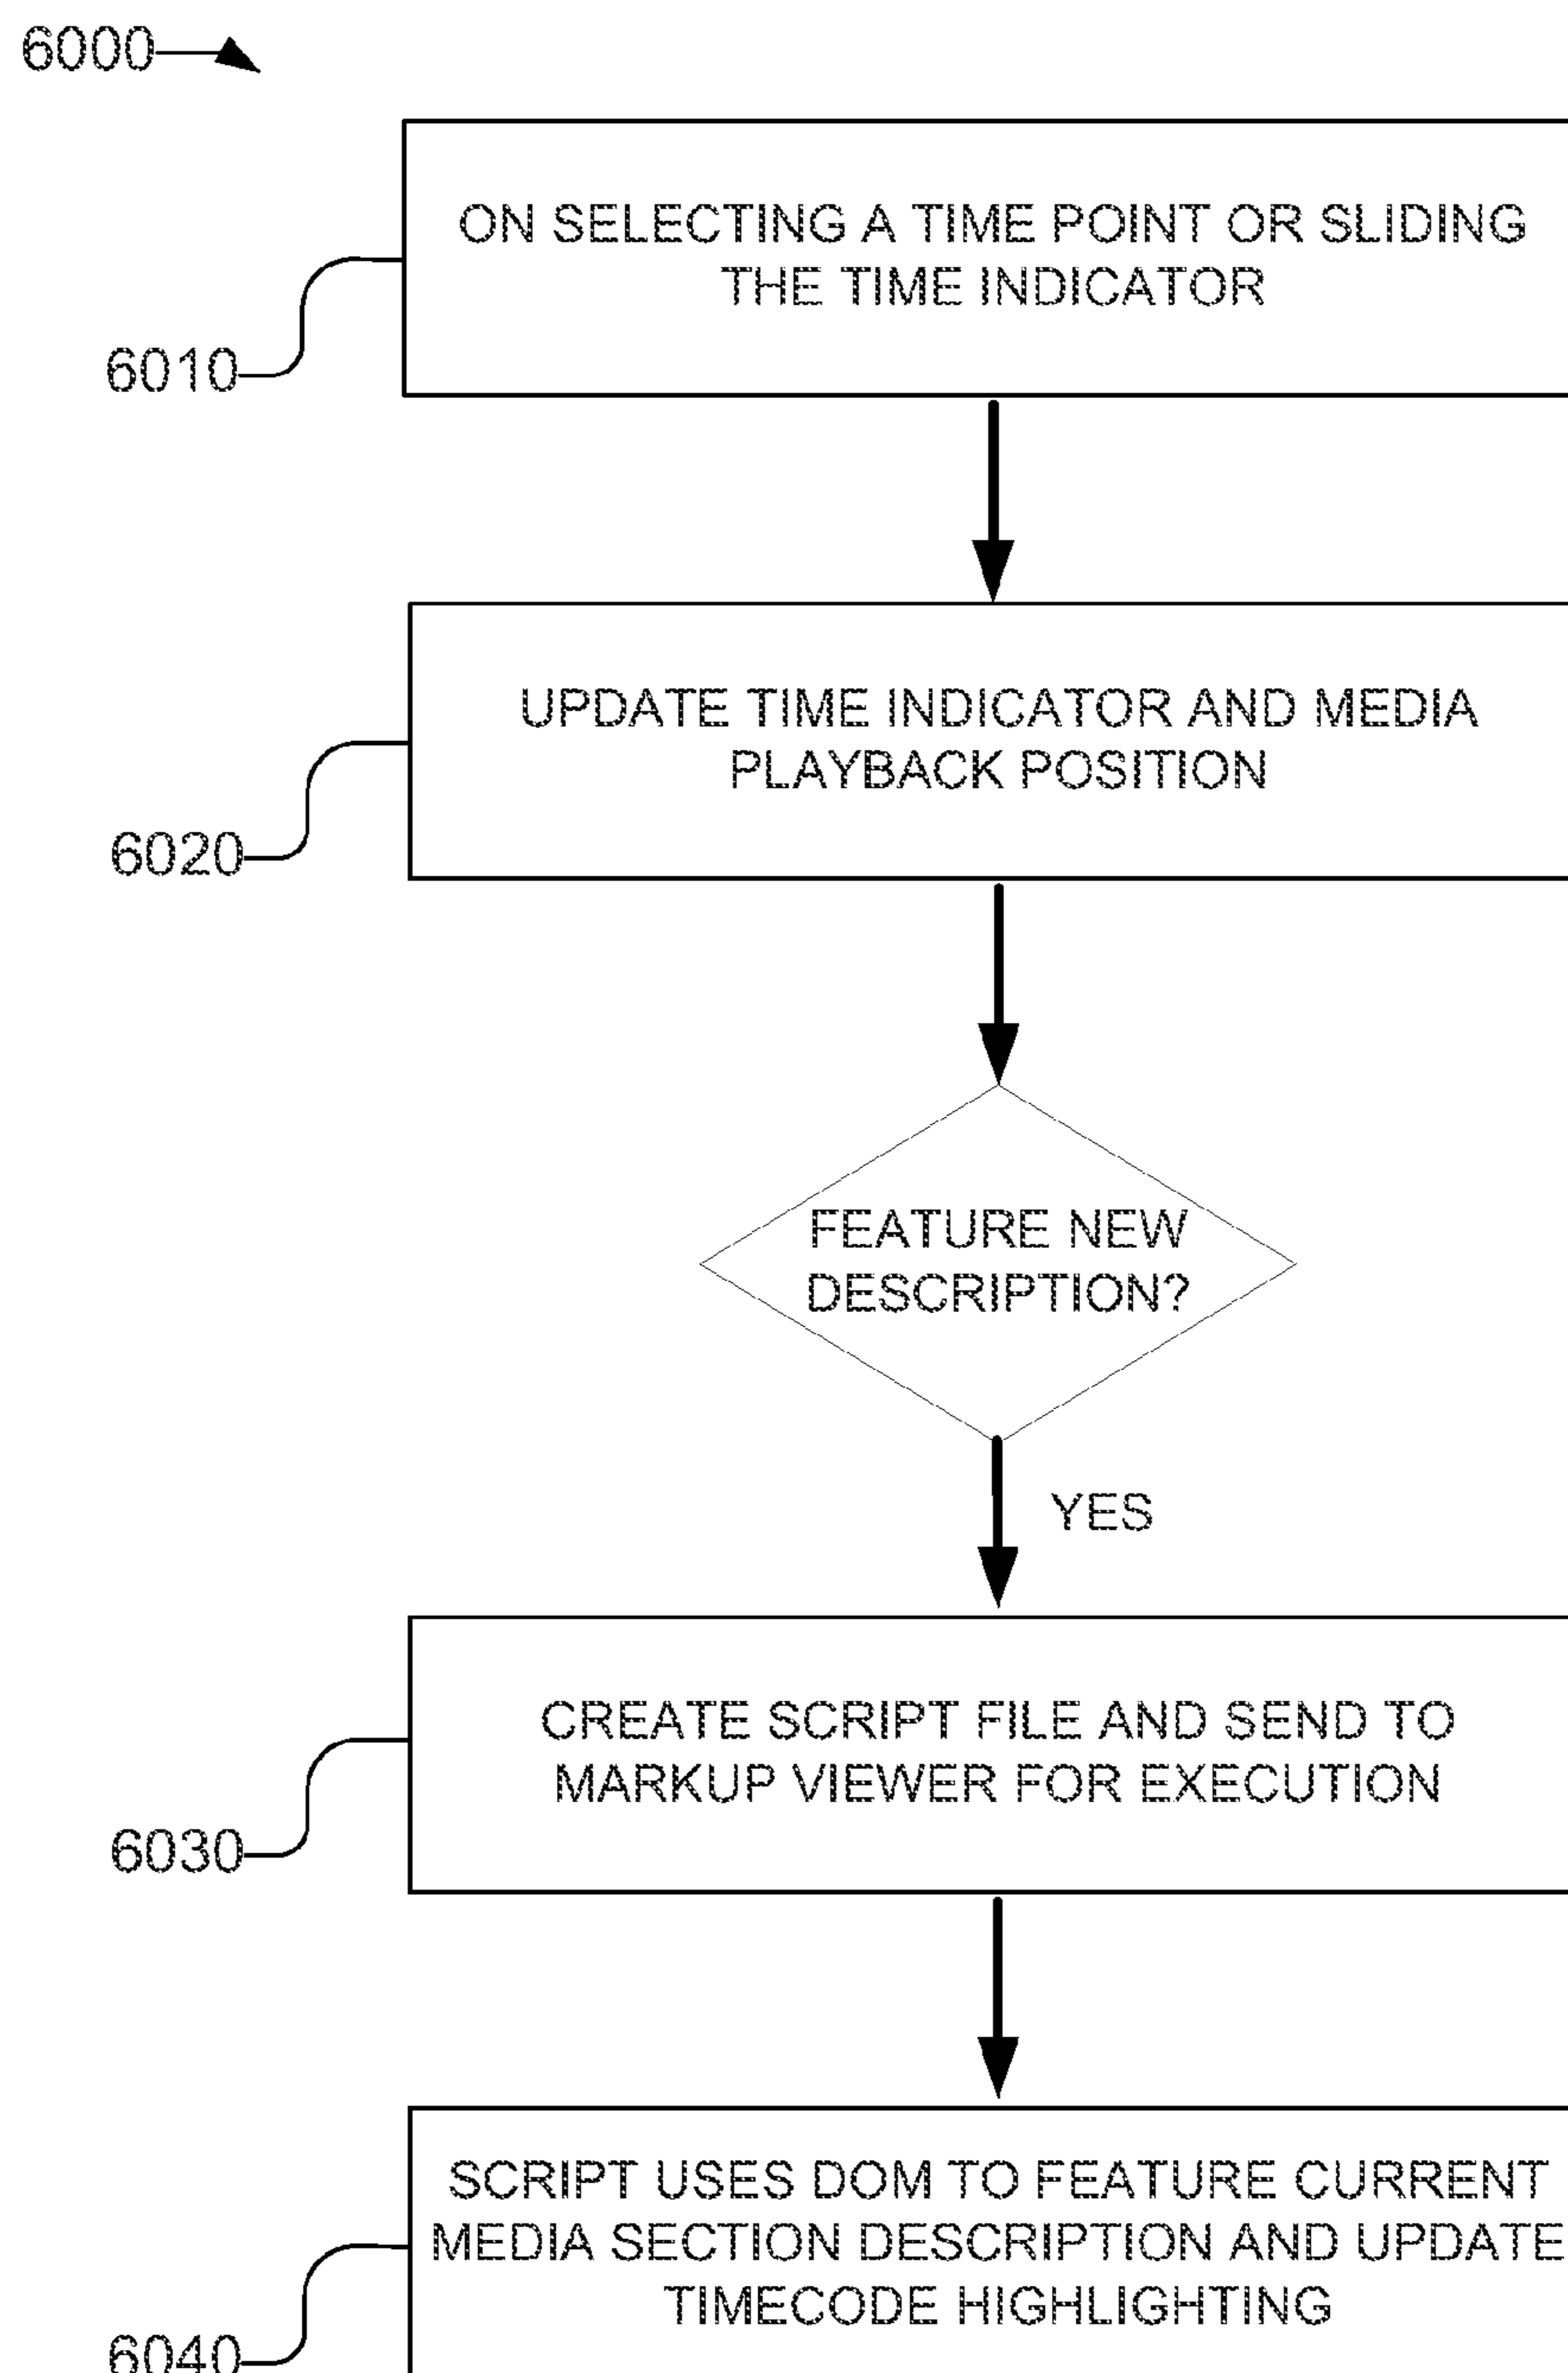 6000
ON SELECTING A TIME POINT OR SLIDING
THE TIME INDICATOR
6010
UPDATE TIME INDICATOR AND MEDIA
PLAYBACK POSITION
6020
FEATURE NEW
DESCRIPTION?
YES
CREATE SCRIPT FILE AND SEND TO
MARKUP VIEWER FOR EXECUTION
6030
SCRIPT USES DOM TO FEATURE CURRENT
MEDIA SECTION DESCRIPTION AND UPDATE
TIMECODE HIGHLIGHTING
6040